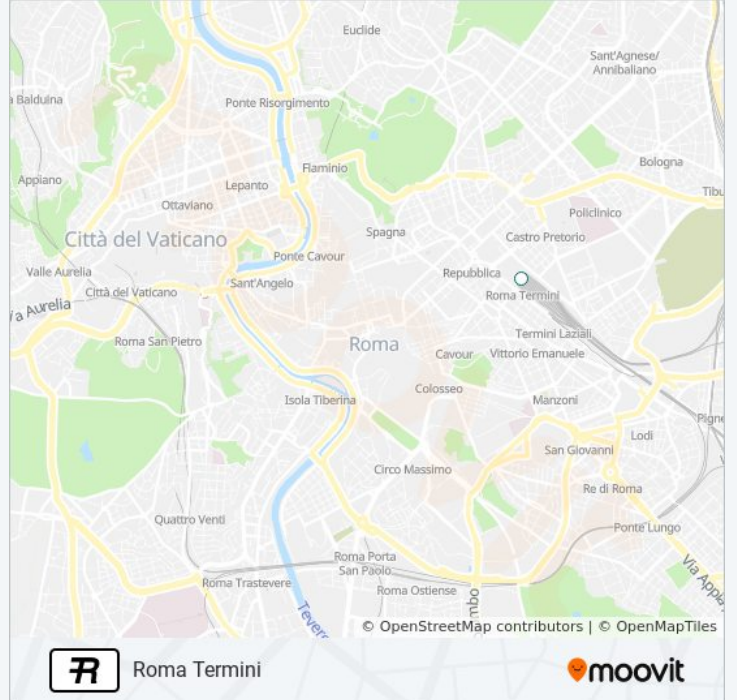 Euclide
Sant'Agnese/
Annibaliano
a Balduina
Ponte Risorgimento
Flaminio
Bologna
Appiano
Lepanto
Tibu
Ottaviano
Policlinico
Spagna
Castro Pretorio
Città del Vaticano
Ponte Cavour
Valle Aurelia
Repubblica
Sant'Angelo
Città del Vaticano
Roma Termini
a Aurelia
Termini Laziali
Roma San Pietro
Roma
Cavour
Vittorio Emanuele
Colosseo
Isola Tiberina
Manzoni
Pigne
Lodi
San Giovanni
Circo Massimo
Re di Roma
Quattro Venti
Ponte Lungo
Roma Porta
San Paolo
Via Appia
Roma Trastevere
Roma Ostiense
mbo
Tevere
© OpenStreetMap contributors | © OpenMapTiles
R
Roma Termini
moovit